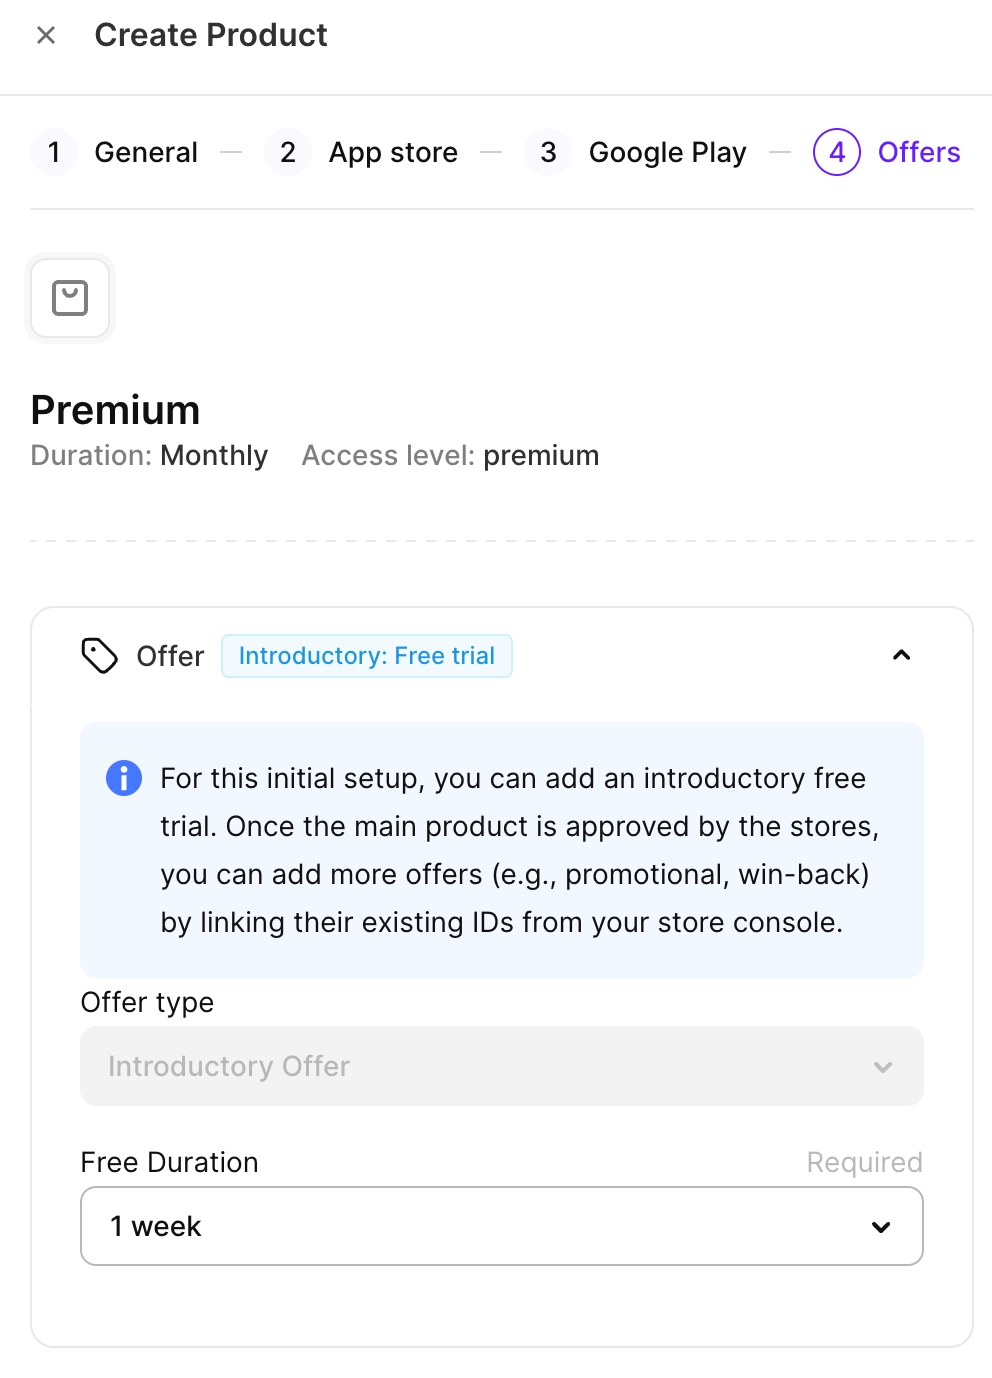 Create Product
1 General — 2 App store — 3 Google Play — 4 Offers
Premium
Duration: Monthly Access level: premium
Offer Introductory: Free trial
For this initial setup, you can add an introductory free
trial. Once the main product is approved by the stores,
you can add more offers (e.g., promotional, win-back)
by linking their existing IDs from your store console.
Offer type
Introductory Offer
Free Duration Required
1 week